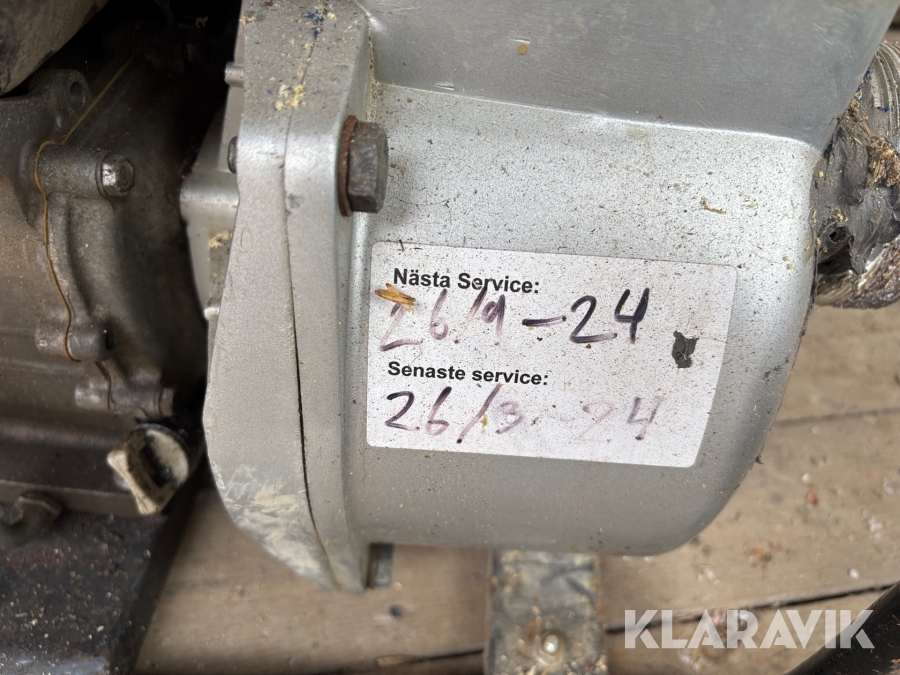 Nästa Service:
26/9-24
Senaste service:
26/3-24
KLARAVIK